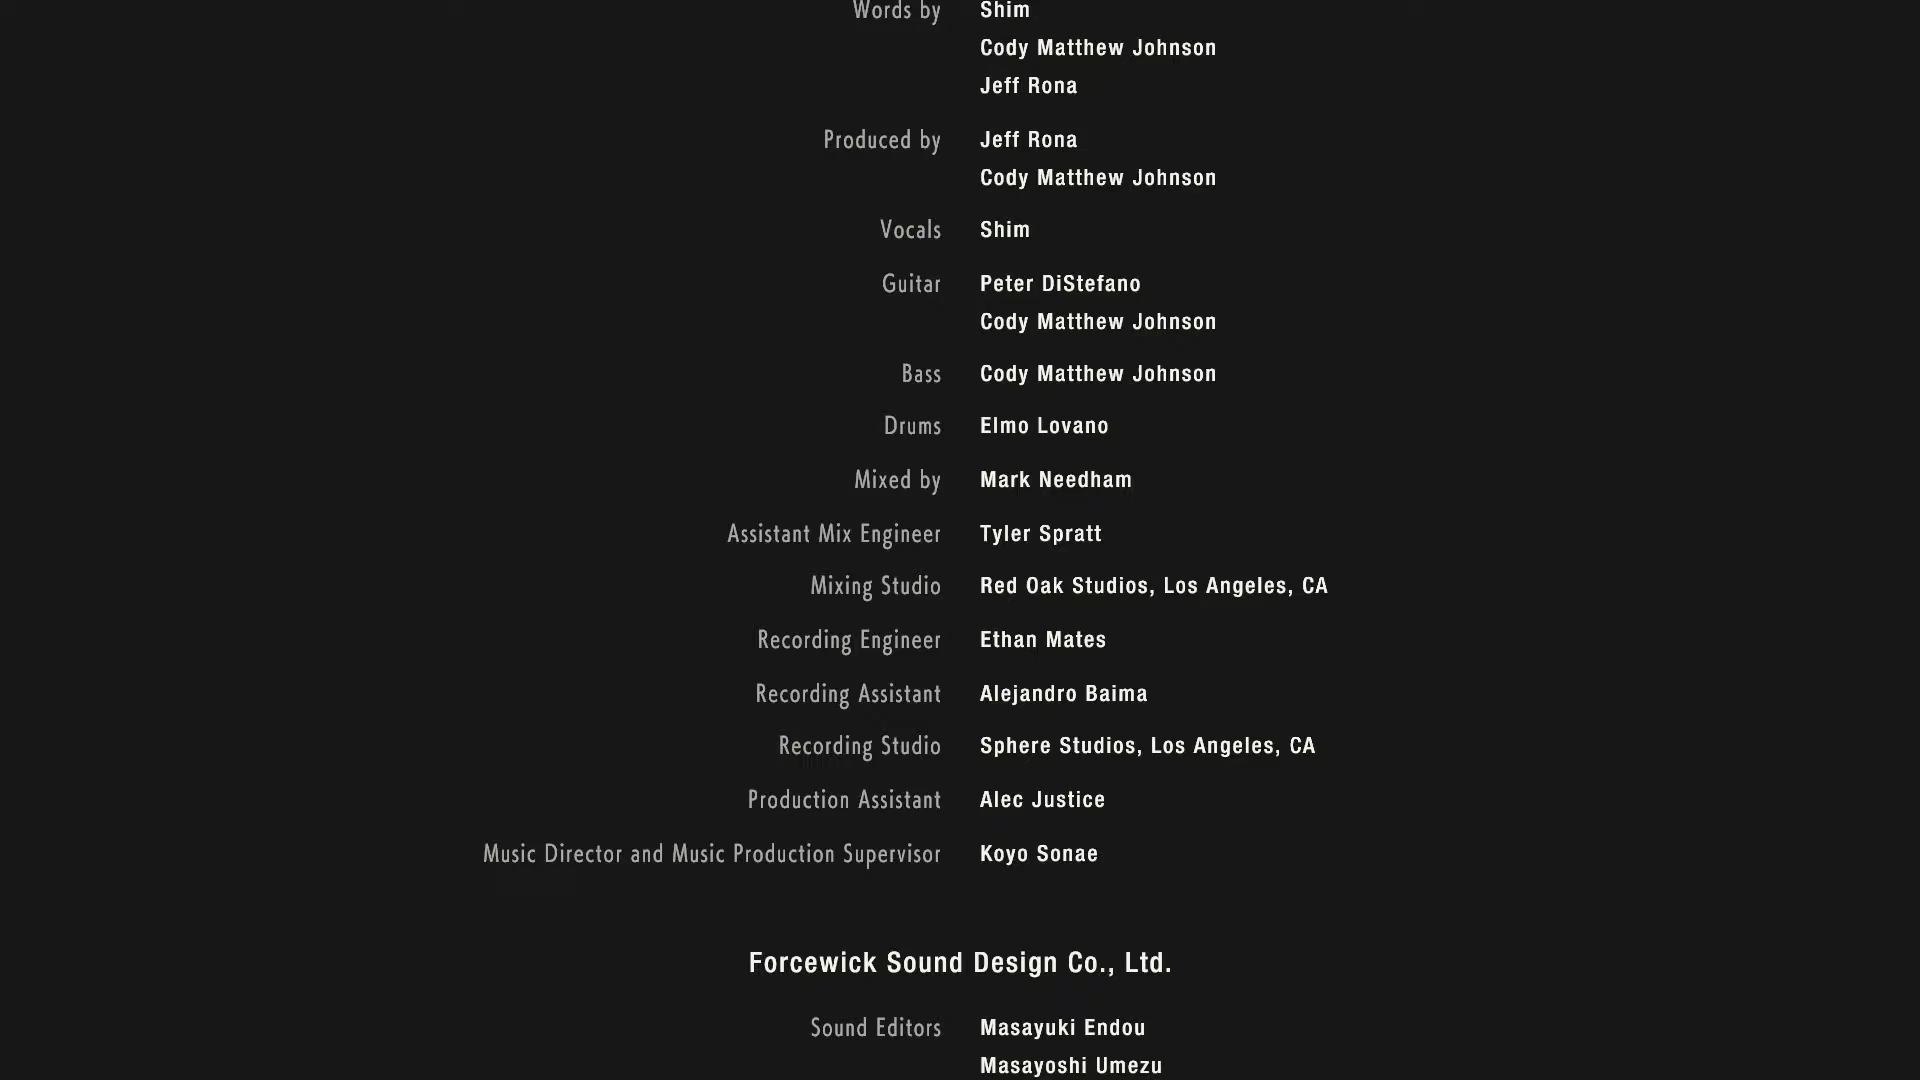 Words by Shim
Cody Matthew Johnson
Jeff Rona
Produced by Jeff Rona
Cody Matthew Johnson
Vocals Shim
Guitar Peter DiStefano
Cody Matthew Johnson
Bass Cody Matthew Johnson
Drums Elmo Lovano
Mixed by Mark Needham
Assistant Mix Engineer Tyler Spratt
Mixing Studio Red Oak Studios, Los Angeles, CA
Recording Engineer Ethan Mates
Recording Assistant Alejandro Baima
Recording Studio Sphere Studios, Los Angeles, CA
Production Assistant Alec Justice
Music Director and Music Production Supervisor Koyo Sonae
Forcewick Sound Design Co., Ltd.
Sound Editors Masayuki Endou
Masayoshi Umezu